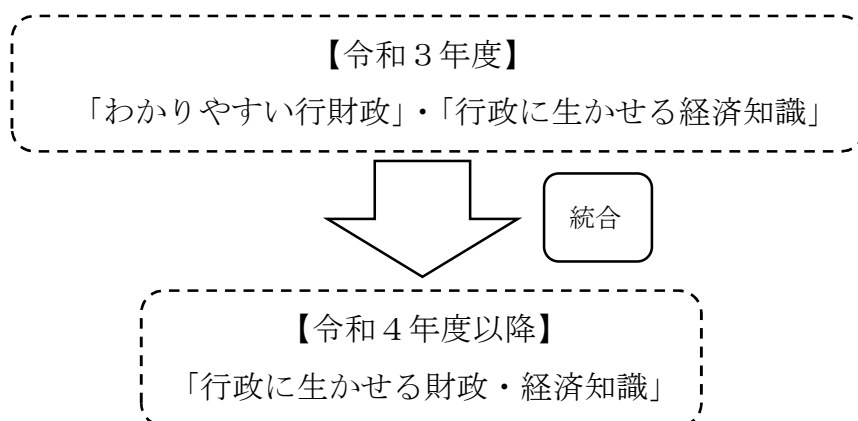 【令和３年度】
「わかりやすい行財政」・「行政に生かせる経済知識」
統合
【令和４年度以降】
「行政に生かせる財政・経済知識」